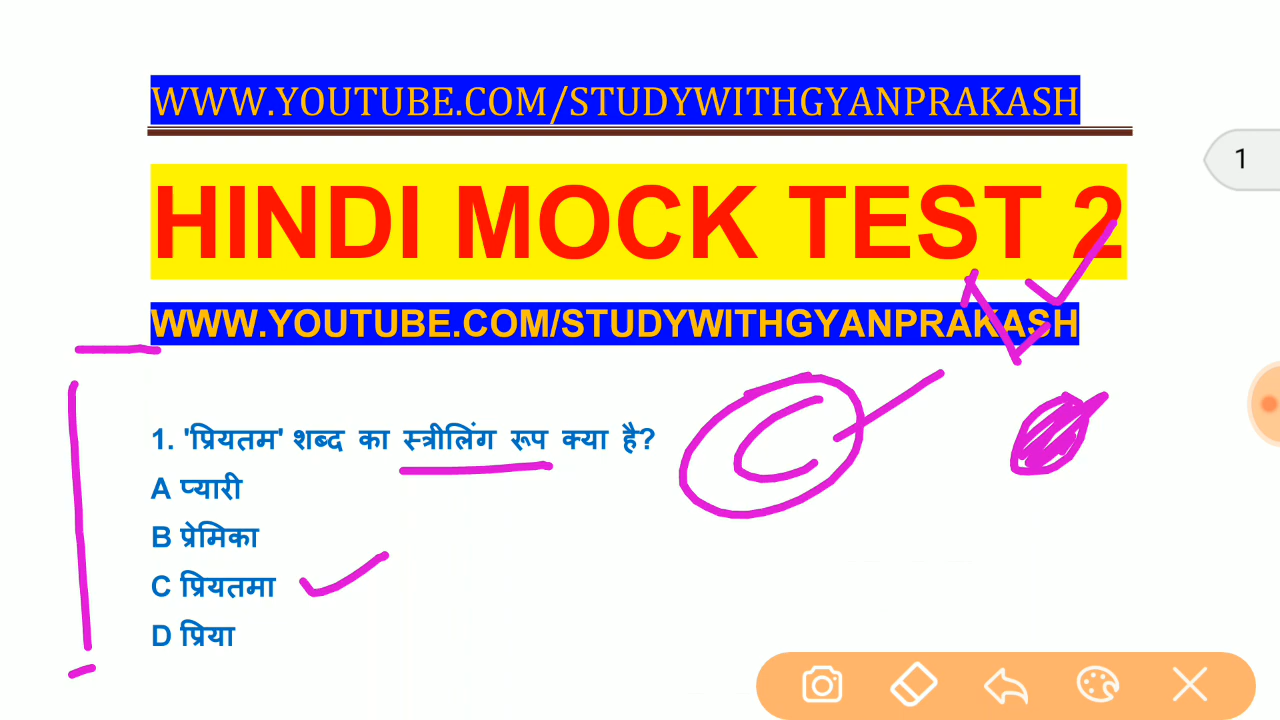 WWW.YOUTUBE.COM/STUDYWITHGYANPRAKASH
HINDI MOCK TEST 2
WWW.YOUTUBE.COM/STUDYWITHGYANPRAKASH
1
1. 'प्रियतम' शब्द का स्त्रीलिंग रूप क्या है?
C
A प्यारी
B प्रेमिका
C प्रियतमा
D प्रिया